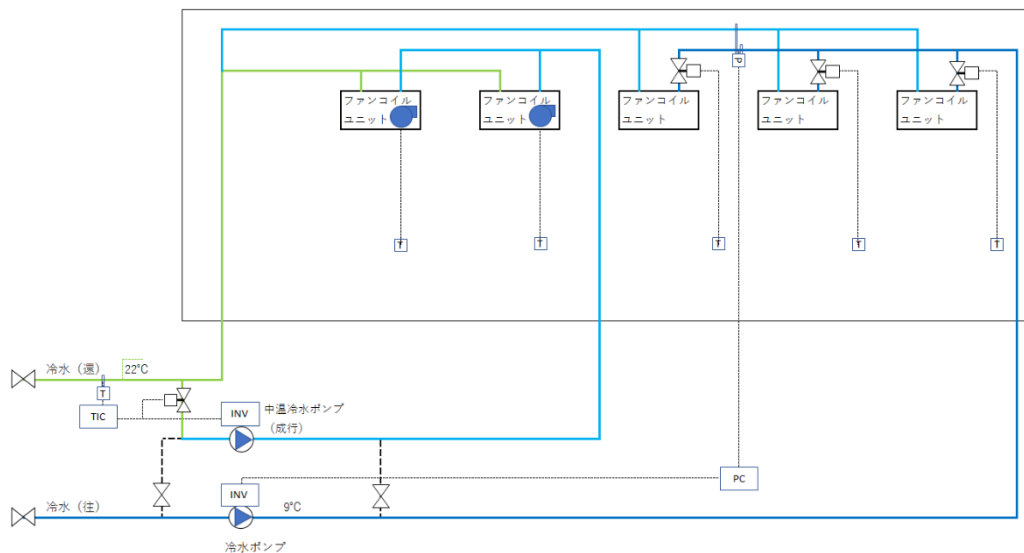 P
ファンコイル
ユニット
ファンコイル
ユニット
ファンコイル
ユニット
ファンコイル
ユニット
ファンコイル
ユニット
T
T
T
T
T
冷水（還）
22°C
T
TIC
INV
中温冷水ポンプ
（成行）
INV
PC
冷水（往）
9°C
冷水ポンプ